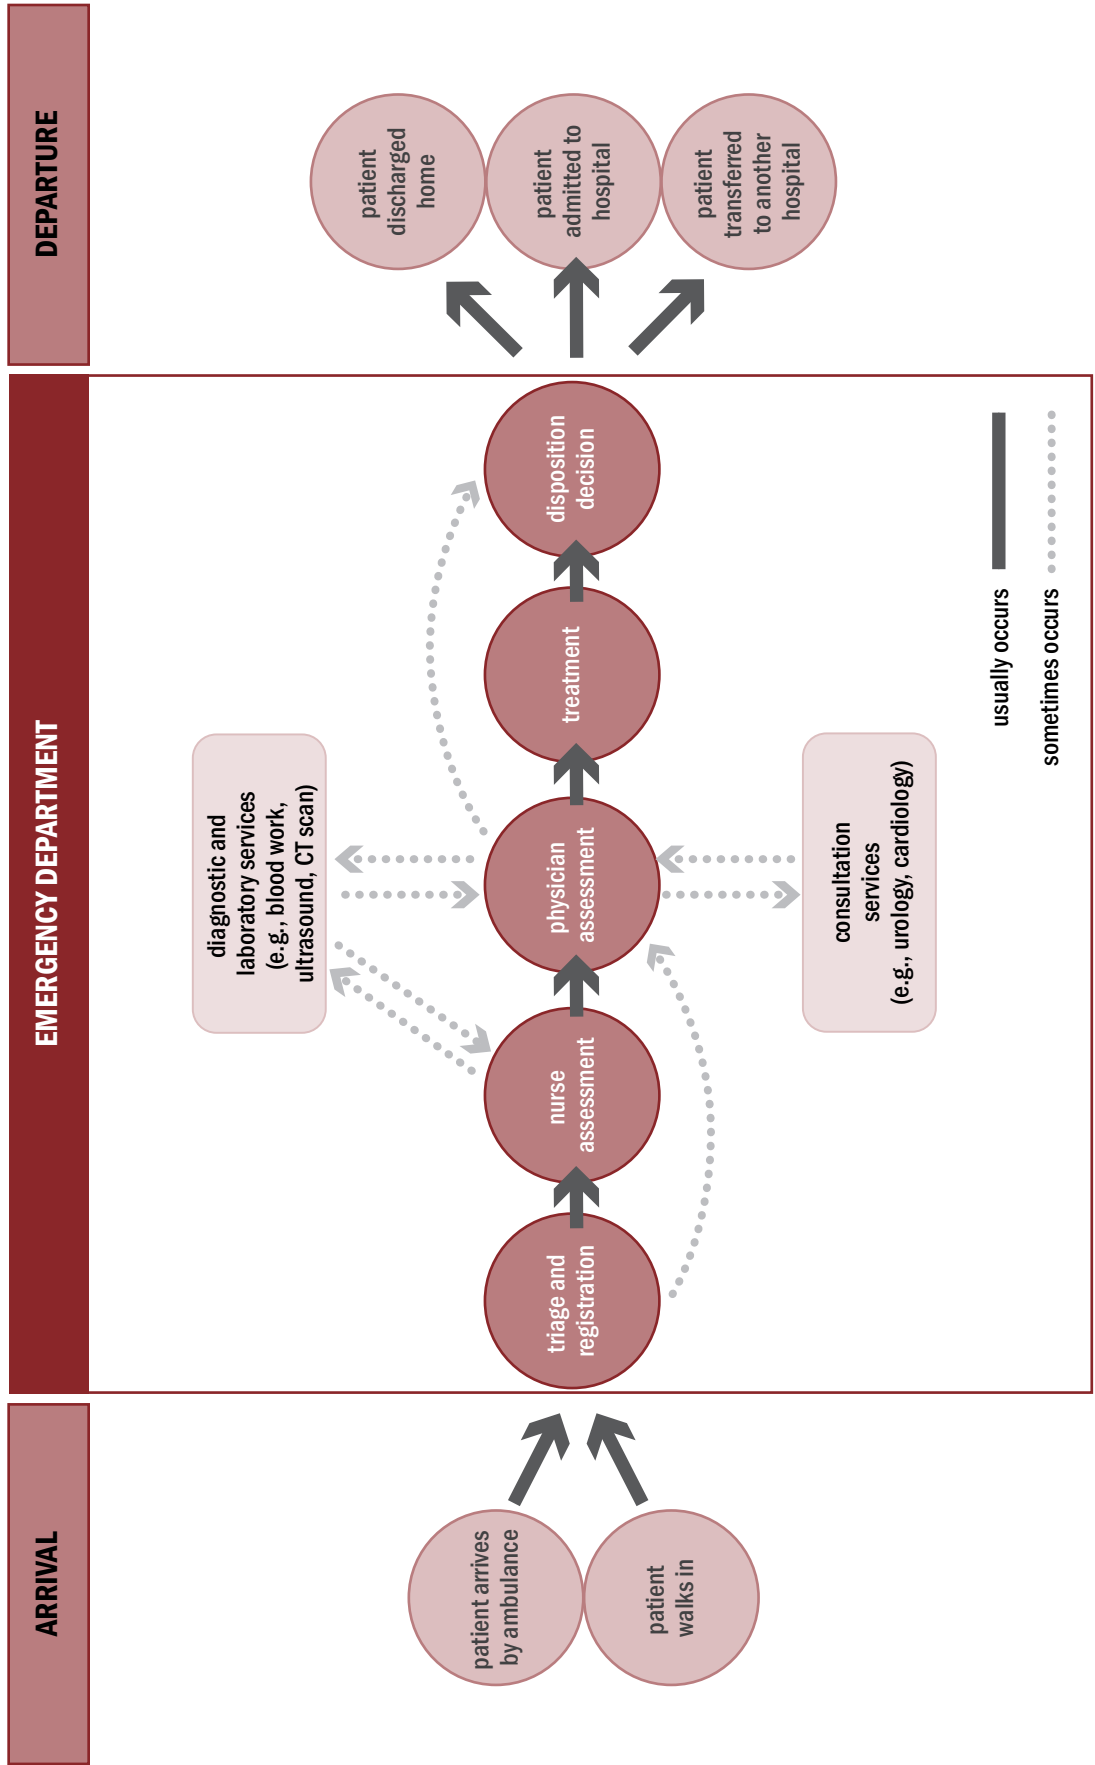 ARRIVAL
EMERGENCY DEPARTMENT
DEPARTURE
patient arrives
by ambulance
patient
walks in
diagnostic and
laboratory services
(e.g., blood work,
ultrasound, CT scan)
triage and
registration
nurse
assessment
physician
assessment
treatment
disposition
decision
consultation
services
(e.g., urology, cardiology)
usually occurs
sometimes occurs
patient
discharged
home
patient
admitted to
hospital
patient
transferred
to another
hospital